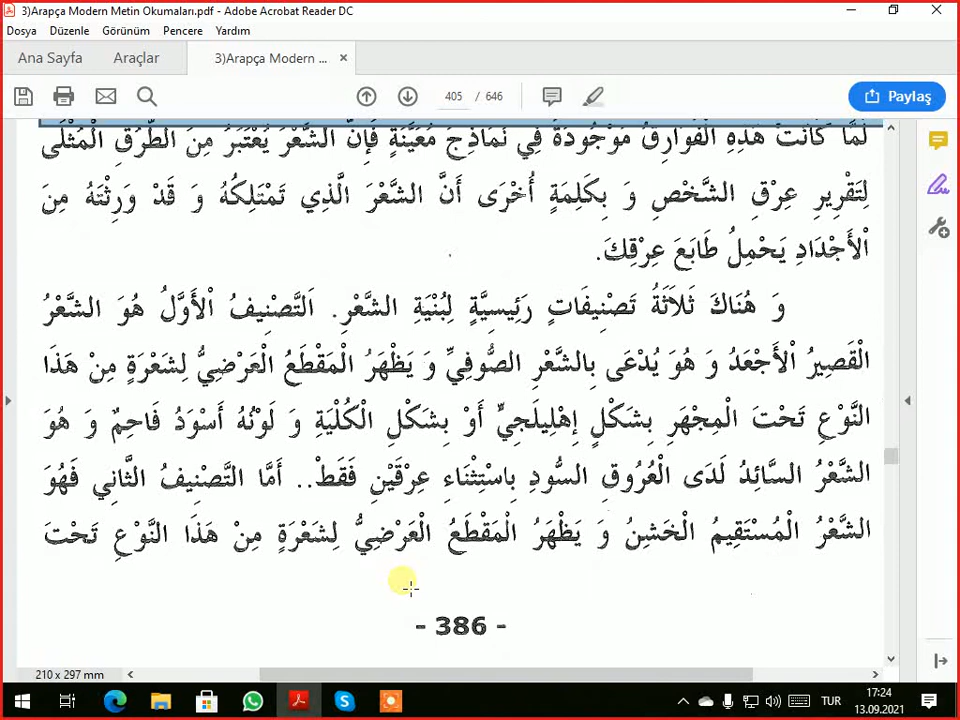 3)Arapça Modern Metin Okumaları.pdf - Adobe Acrobat Reader DC
Dosya Düzenle Görünüm Pencere Yardım
Ana Sayfa Araçlar 3)Arapça Modern ... ×
405 / 646 Paylaş
لَمَّا كَانَتْ هَذِهِ الْفَوَارِقُ مَوْجُودَةً فِي نَمَاذِجَ مُعَيَّنَةٍ فَإِنَّ الشَّعْرَ يُعْتَبَرُ مِنَ الطُّرُقِ الْمُثْلَى
لِتَقْرِيرِ عِرْقِ الشَّخْصِ وَ بِكَلِمَةٍ أُخْرَى أَنَّ الشَّعْرَ الَّذِي تَمْتَلِكُهُ وَ قَدْ وَرِثْتَهُ مِنَ
الْأَجْدَادِ يَحْمِلُ طَابَعَ عِرْقِكَ.
وَ هُنَاكَ ثَلَاثَةُ تَصْنِيفَاتٍ رَئِيسِيَّةٍ لِبُنْيَةِ الشَّعْرِ. اَلتَّصْنِيفُ الْأَوَّلُ هُوَ الشَّعْرُ
الْقَصِيرُ الْأَجْعَدُ وَ هُوَ يُدْعَى بِالشَّعْرِ الصُّوفِيِّ وَ يَظْهَرُ الْمَقْطَعُ الْعَرْضِيُّ لِشَعْرَةٍ مِنْ هَذَا
النَّوْعِ تَحْتَ الْمِجْهَرِ بِشَكْلٍ إِهْلِيلَجِيٍّ أَوْ بِشَكْلِ الْكُلْيَةِ وَ لَوْنُهُ أَسْوَدُ فَاحِمٌ وَ هُوَ
الشَّعْرُ السَّائِدُ لَدَى الْعُرُوقِ السُّودِ بِاسْتِثْنَاءِ عِرْقَيْنِ فَقَطْ.. أَمَّا التَّصْنِيفُ الثَّانِي فَهُوَ
الشَّعْرُ الْمُسْتَقِيمُ الْخَشِنُ وَ يَظْهَرُ الْمَقْطَعُ الْعَرْضِيُّ لِشَعْرَةٍ مِنْ هَذَا النَّوْعِ تَحْتَ
- 386 -
210 x 297 mm
TUR 17:24
13.09.2021